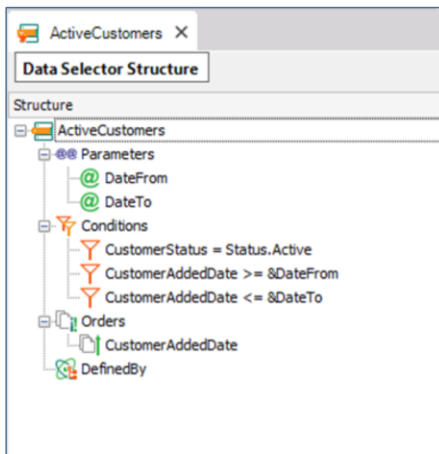 ActiveCustomers
Data Selector Structure
Structure
ActiveCustomers
Parameters
DateFrom
DateTo
Conditions
CustomerStatus = Status.Active
CustomerAddedDate >= &DateFrom
CustomerAddedDate <= &DateTo
Orders
CustomerAddedDate
DefinedBy